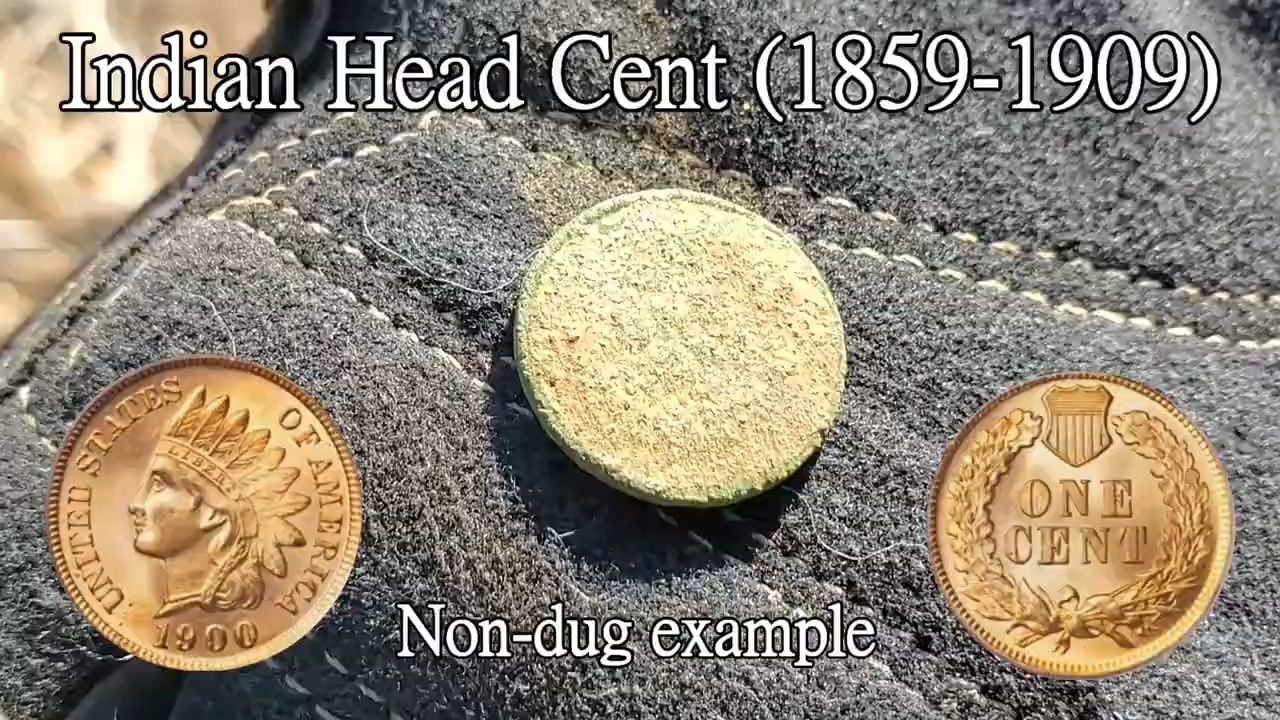 Indian Head Cent (1859-1909)
UNITED STATES OF AMERICA
LIBERTY
1900
ONE
CENT
Non-dug example